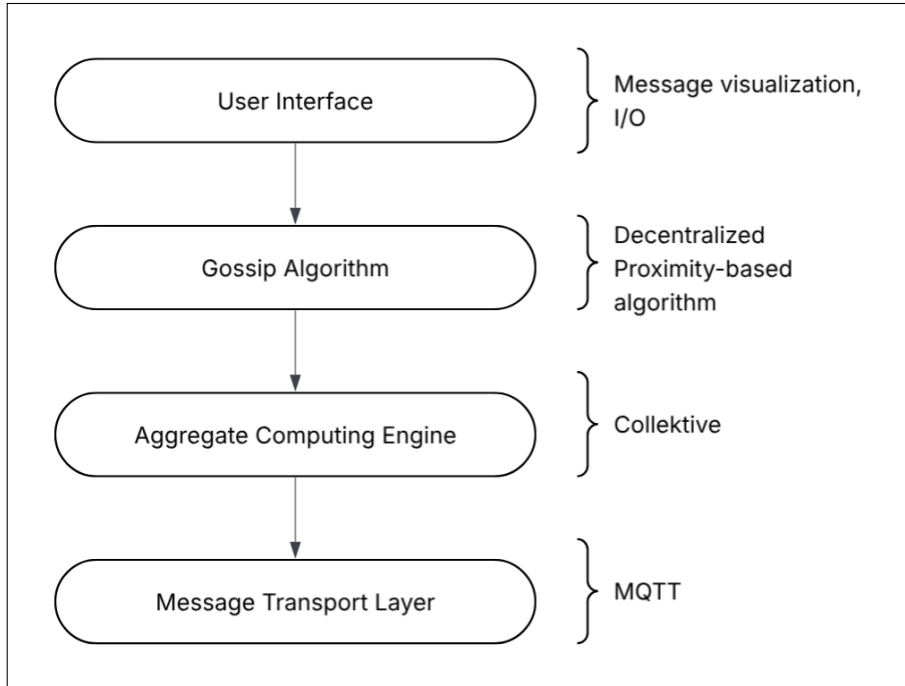 User Interface
Message visualization,
I/O
Gossip Algorithm
Decentralized
Proximity-based
algorithm
Aggregate Computing Engine
Collektive
Message Transport Layer
MQTT